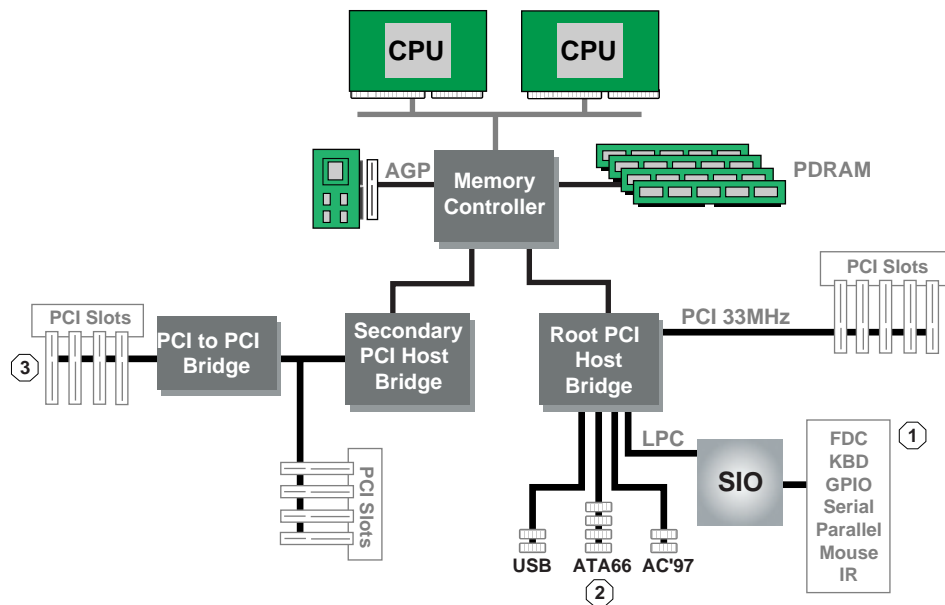 CPU
CPU
AGP
Memory
Controller
PDRAM
PCI Slots
PCI Slots
3
PCI to PCI
Bridge
Secondary
PCI Host
Bridge
Root PCI
Host
Bridge
PCI 33MHz
PCI Slots
LPC
SIO
1
FDC
KBD
GPIO
Serial
Parallel
Mouse
IR
USB
ATA66
AC'97
2